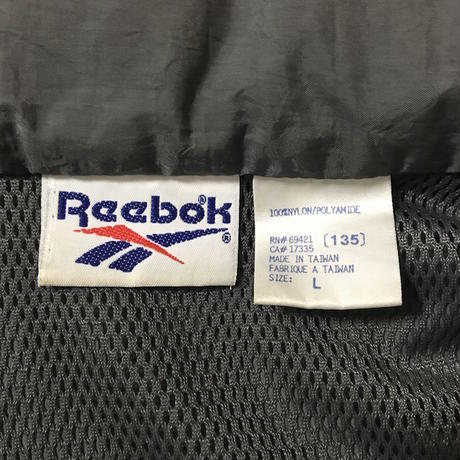 Reebok®
®
100%NYLON/POLYAMIDE
RN# 69421 [135]
CA# 17335
MADE IN TAIWAN
FABRIQUE A TAIWAN
SIZE: L